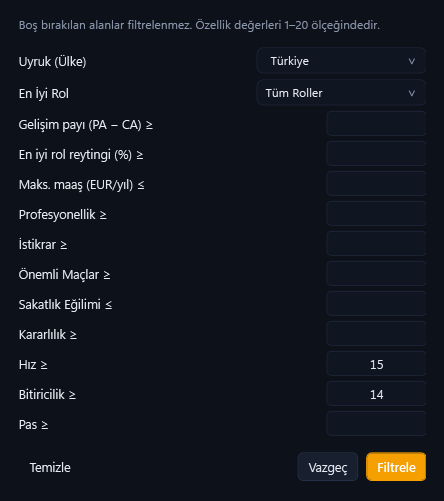 Boş bırakılan alanlar filtrelenmez. Özellik değerleri 1–20 ölçeğindedir.
Uyruk (Ülke) Türkiye
En İyi Rol Tüm Roller
Gelişim payı (PA − CA) ≥
En iyi rol reytingi (%) ≥
Maks. maaş (EUR/yıl) ≤
Profesyonellik ≥
İstikrar ≥
Önemli Maçlar ≥
Sakatlık Eğilimi ≤
Kararlılık ≥
Hız ≥ 15
Bitiricilik ≥ 14
Pas ≥
Temizle Vazgeç Filtrele